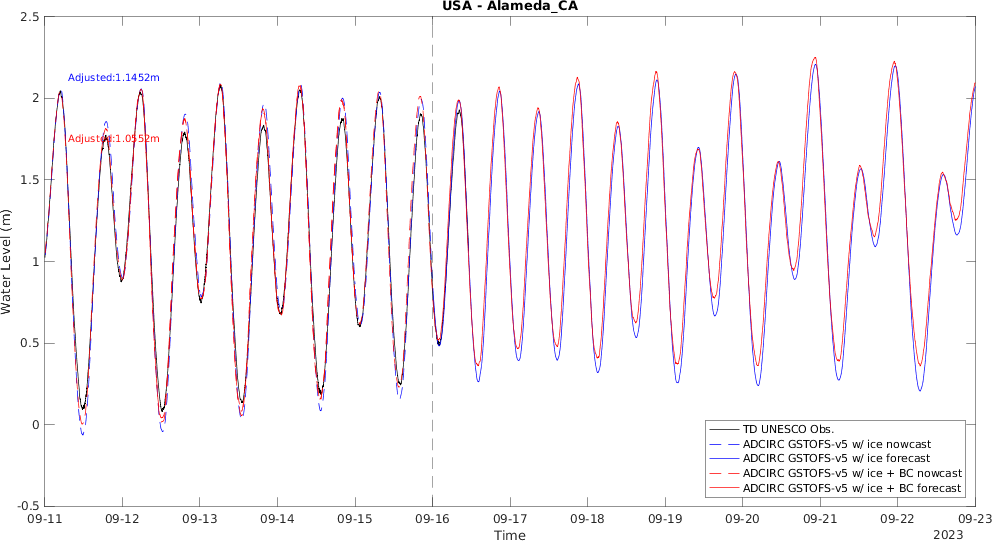 USA - Alameda_CA
2.5
2
1.5
1
0.5
0
-0.5
Water Level (m)
Adjusted:1.1452m
Adjusted:1.0552m
TD UNESCO Obs.
ADCIRC GSTOFS-v5 w/ ice nowcast
ADCIRC GSTOFS-v5 w/ ice forecast
ADCIRC GSTOFS-v5 w/ ice + BC nowcast
ADCIRC GSTOFS-v5 w/ ice + BC forecast
09-11 09-12 09-13 09-14 09-15 09-16 09-17 09-18 09-19 09-20 09-21 09-22 09-23
Time
2023